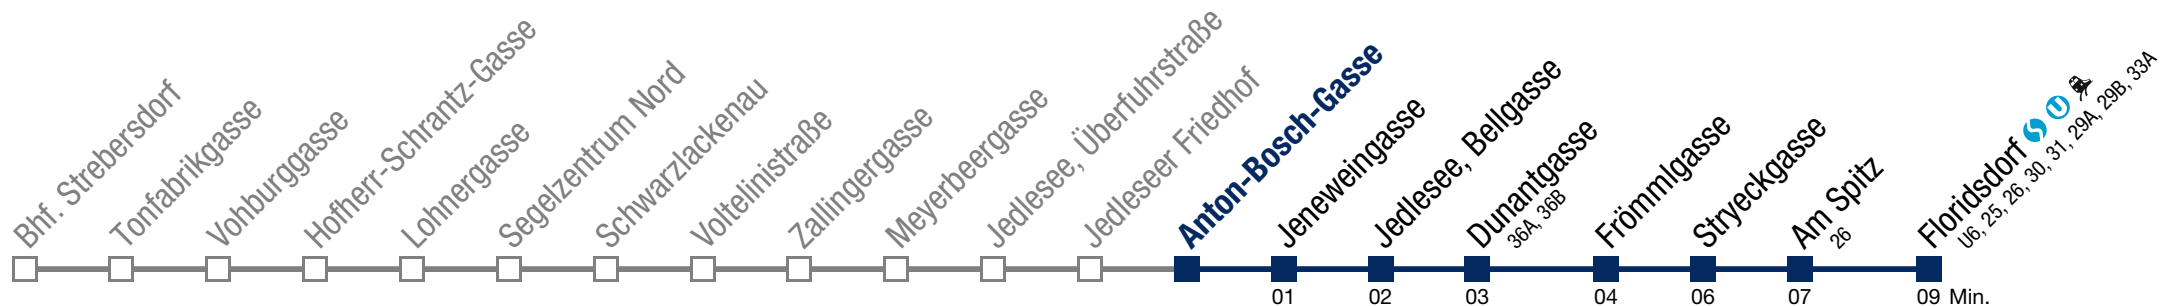 Bhf. Strebersdorf
Tonfabrikgasse
Vohburggasse
Hofherr-Schrantz-Gasse
Lohnergasse
Segelzentrum Nord
Schwarzlackenau
Voltelinistraße
Zallingergasse
Meyerbeergasse
Jedlesee, Überfuhrstraße
Jedleseer Friedhof
Anton-Bosch-Gasse
Jeneweingasse
Jedlesee, Bellgasse
Dunantgasse
36A, 36B
Frömmlgasse
Stryeckgasse
Am Spitz
26
Floridsdorf S U
U6, 25, 26, 30, 31, 29A, 29B, 33A
01 02 03 04 06 07 09 Min.